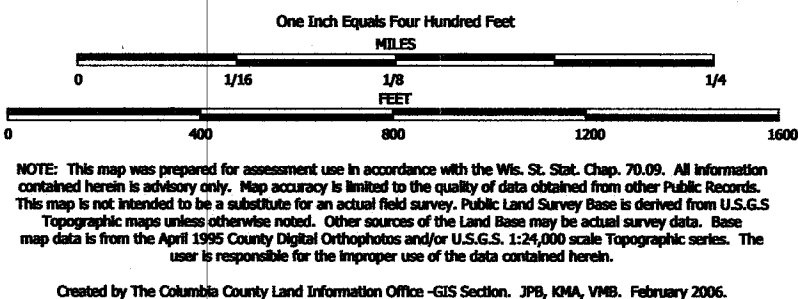 One Inch Equals Four Hundred Feet
MILES
0 1/16 1/8 1/4
FEET
0 400 800 1200 1600
NOTE: This map was prepared for assessment use in accordance with the Wis. St. Stat. Chap. 70.09. All information
contained herein is advisory only. Map accuracy is limited to the quality of data obtained from other Public Records.
This map is not intended to be a substitute for an actual field survey. Public Land Survey Base is derived from U.S.G.S
Topographic maps unless otherwise noted. Other sources of the Land Base may be actual survey data. Base
map data is from the April 1995 County Digital Orthophotos and/or U.S.G.S. 1:24,000 scale Topographic series. The
user is responsible for the improper use of the data contained herein.
Created by The Columbia County Land Information Office -GIS Section. JPB, KMA, VMB. February 2006.